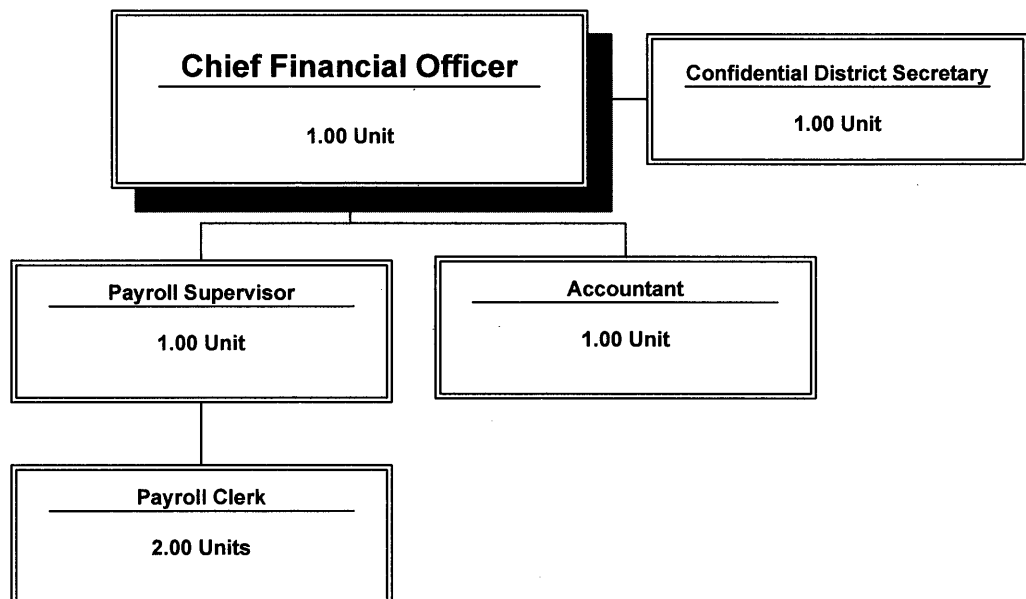 Chief Financial Officer
1.00 Unit
Confidential District Secretary
1.00 Unit
Payroll Supervisor
1.00 Unit
Accountant
1.00 Unit
Payroll Clerk
2.00 Units